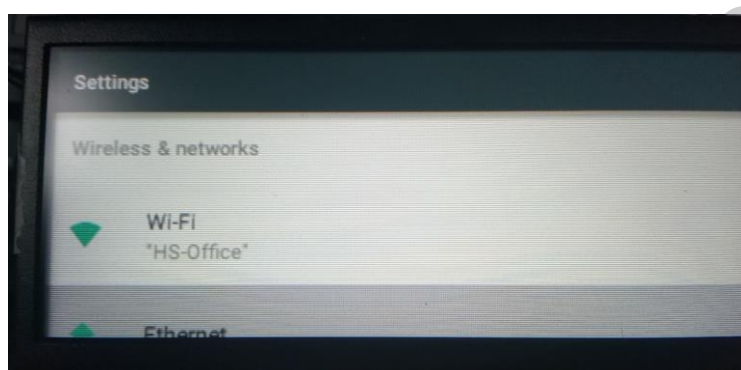 Settings
Wireless & networks
Wi-Fi
"HS-Office"
Ethernet